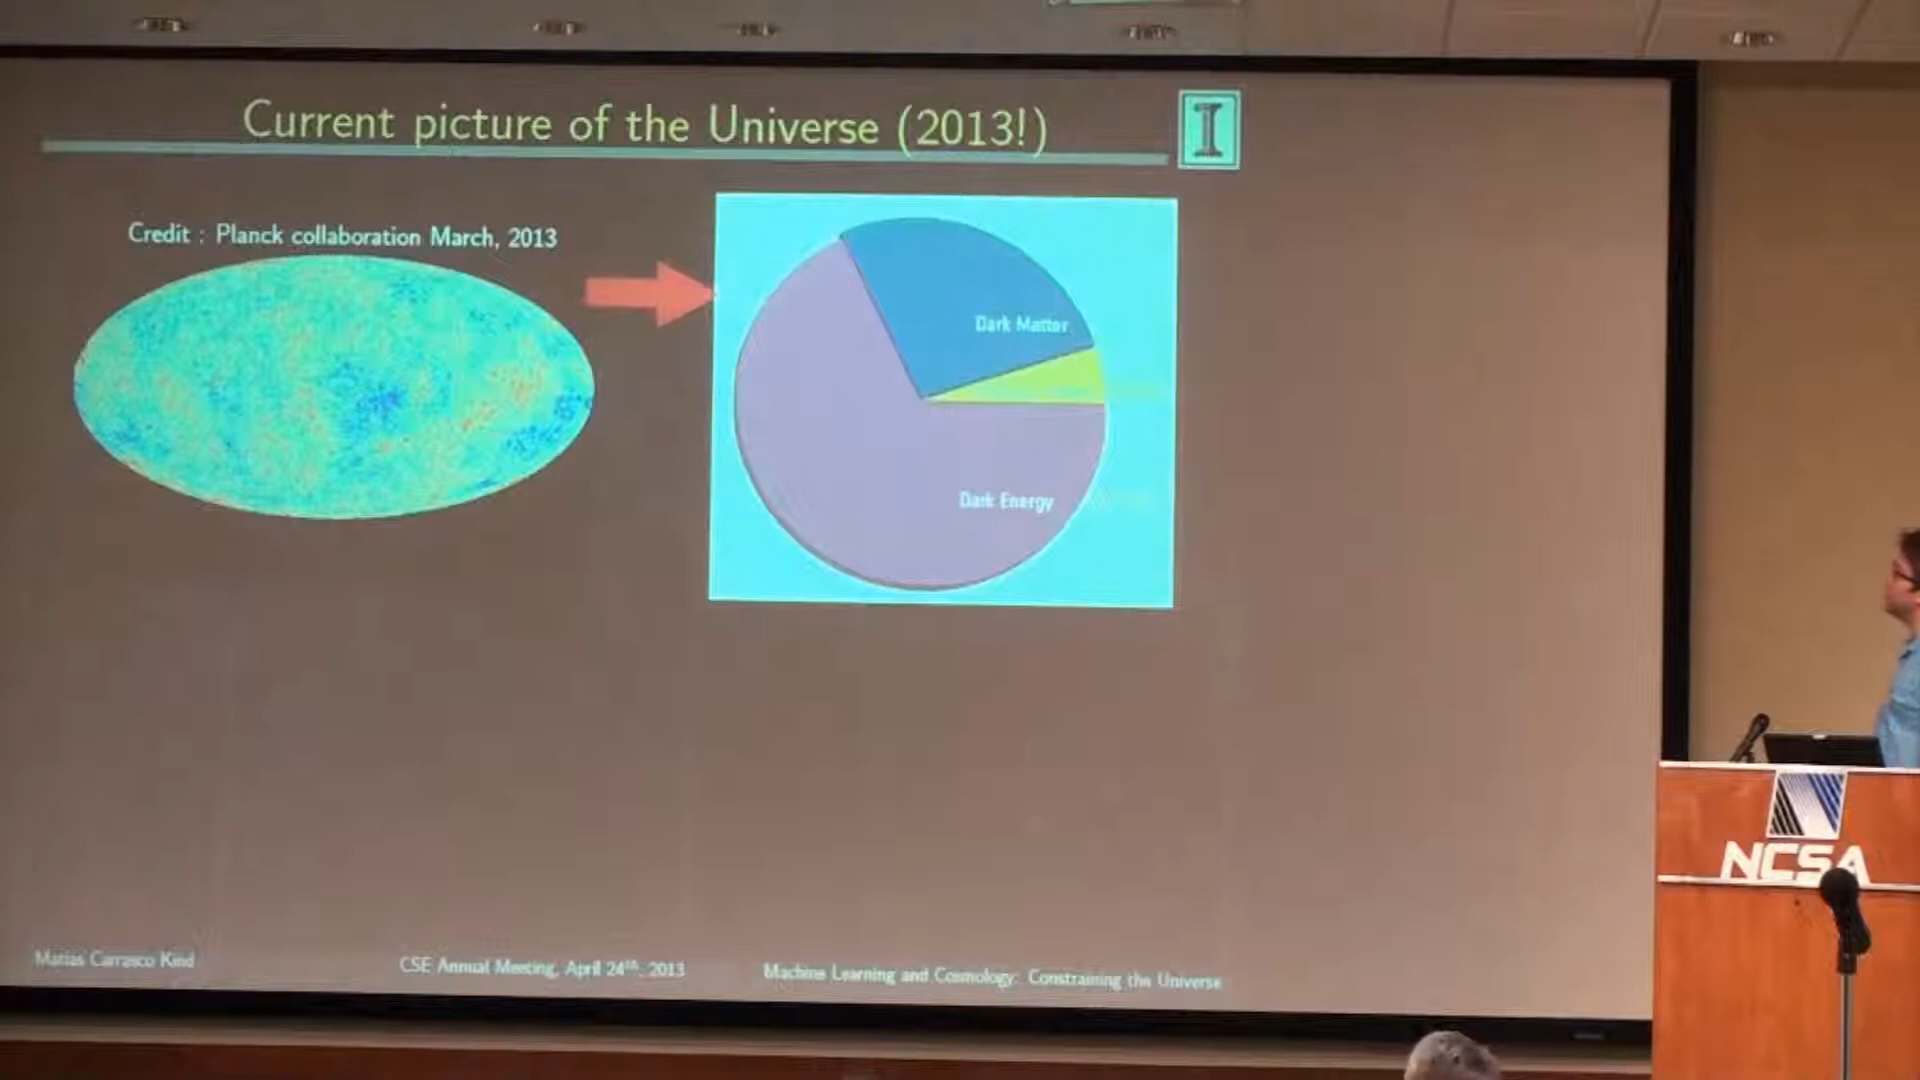 Current picture of the Universe (2013!)
I
Credit : Planck collaboration March, 2013
Dark Matter
Dark Energy
NCSA
Matias Carrasco Kind
CSE Annual Meeting, April 24th, 2013
Machine Learning and Cosmology: Constraining the Universe